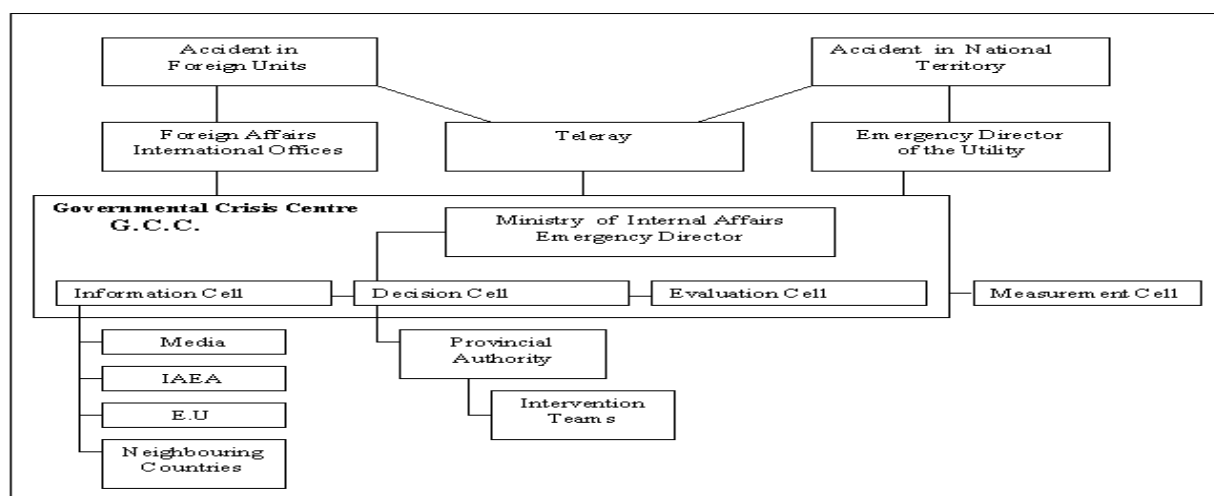 Accident in
Foreign Units
Accident in National
Territory
Foreign Affairs
International Offices
Teleray
Emergency Director
of the Utility
Governmental Crisis Centre
G.C.C.
Ministry of Internal Affairs
Emergency Director
Information Cell
Decision Cell
Evaluation Cell
Measurement Cell
Media
IAEA
E.U
Neighbouring
Countries
Provincial
Authority
Intervention
Teams